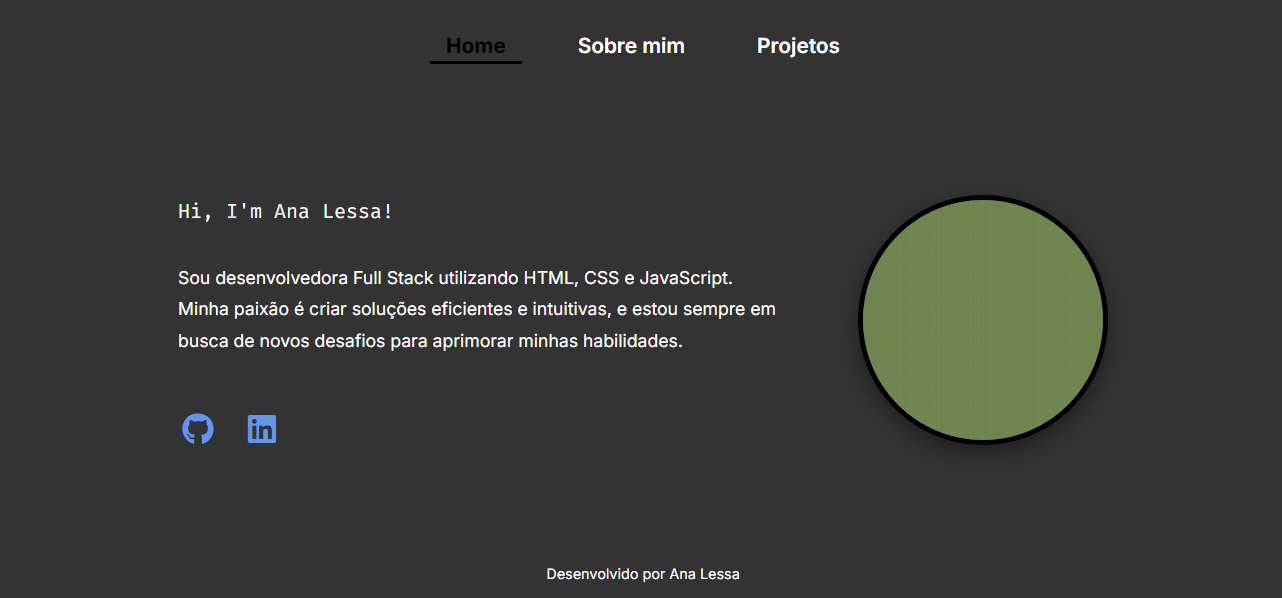 Home
Sobre mim
Projetos
Hi, I'm Ana Lessa!
Sou desenvolvedora Full Stack utilizando HTML, CSS e JavaScript.
Minha paixão é criar soluções eficientes e intuitivas, e estou sempre em
busca de novos desafios para aprimorar minhas habilidades.
in
Desenvolvido por Ana Lessa